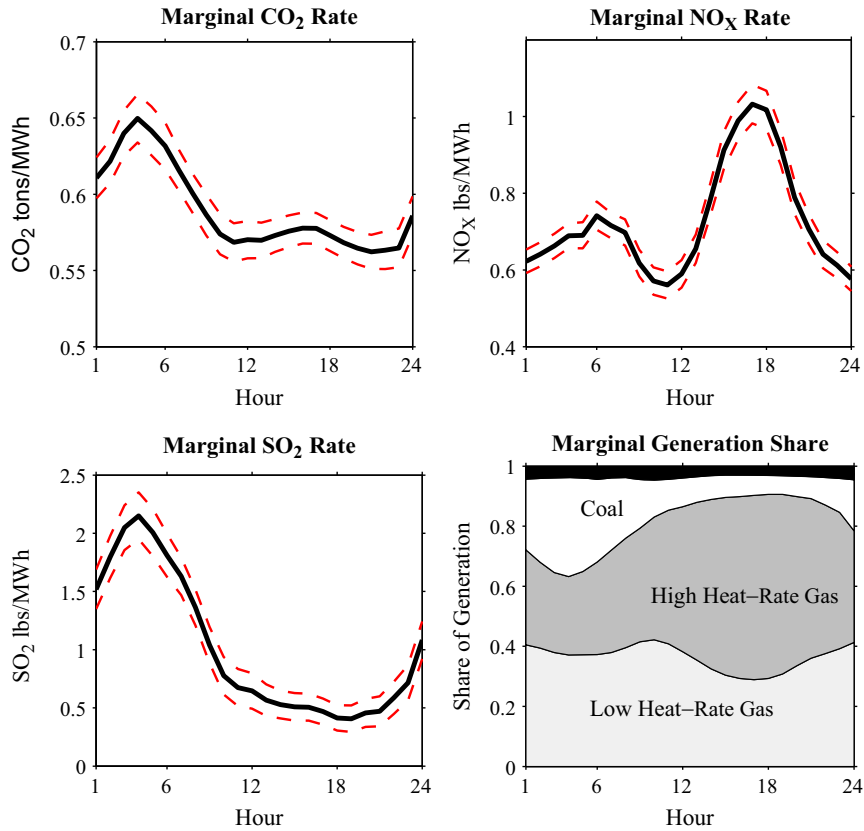 Marginal CO2 Rate
0.7
0.65
0.6
0.55
0.5
CO2 tons/MWh
1
6
12
18
24
Hour
Marginal NOX Rate
1
0.8
0.6
0.4
NOX lbs/MWh
1
6
12
18
24
Hour
Marginal SO2 Rate
2.5
2
1.5
1
0.5
0
SO2 lbs/MWh
1
6
12
18
24
Hour
Marginal Generation Share
1
0.8
0.6
0.4
0.2
0
Share of Generation
Coal
High Heat−Rate Gas
Low Heat−Rate Gas
1
6
12
18
24
Hour